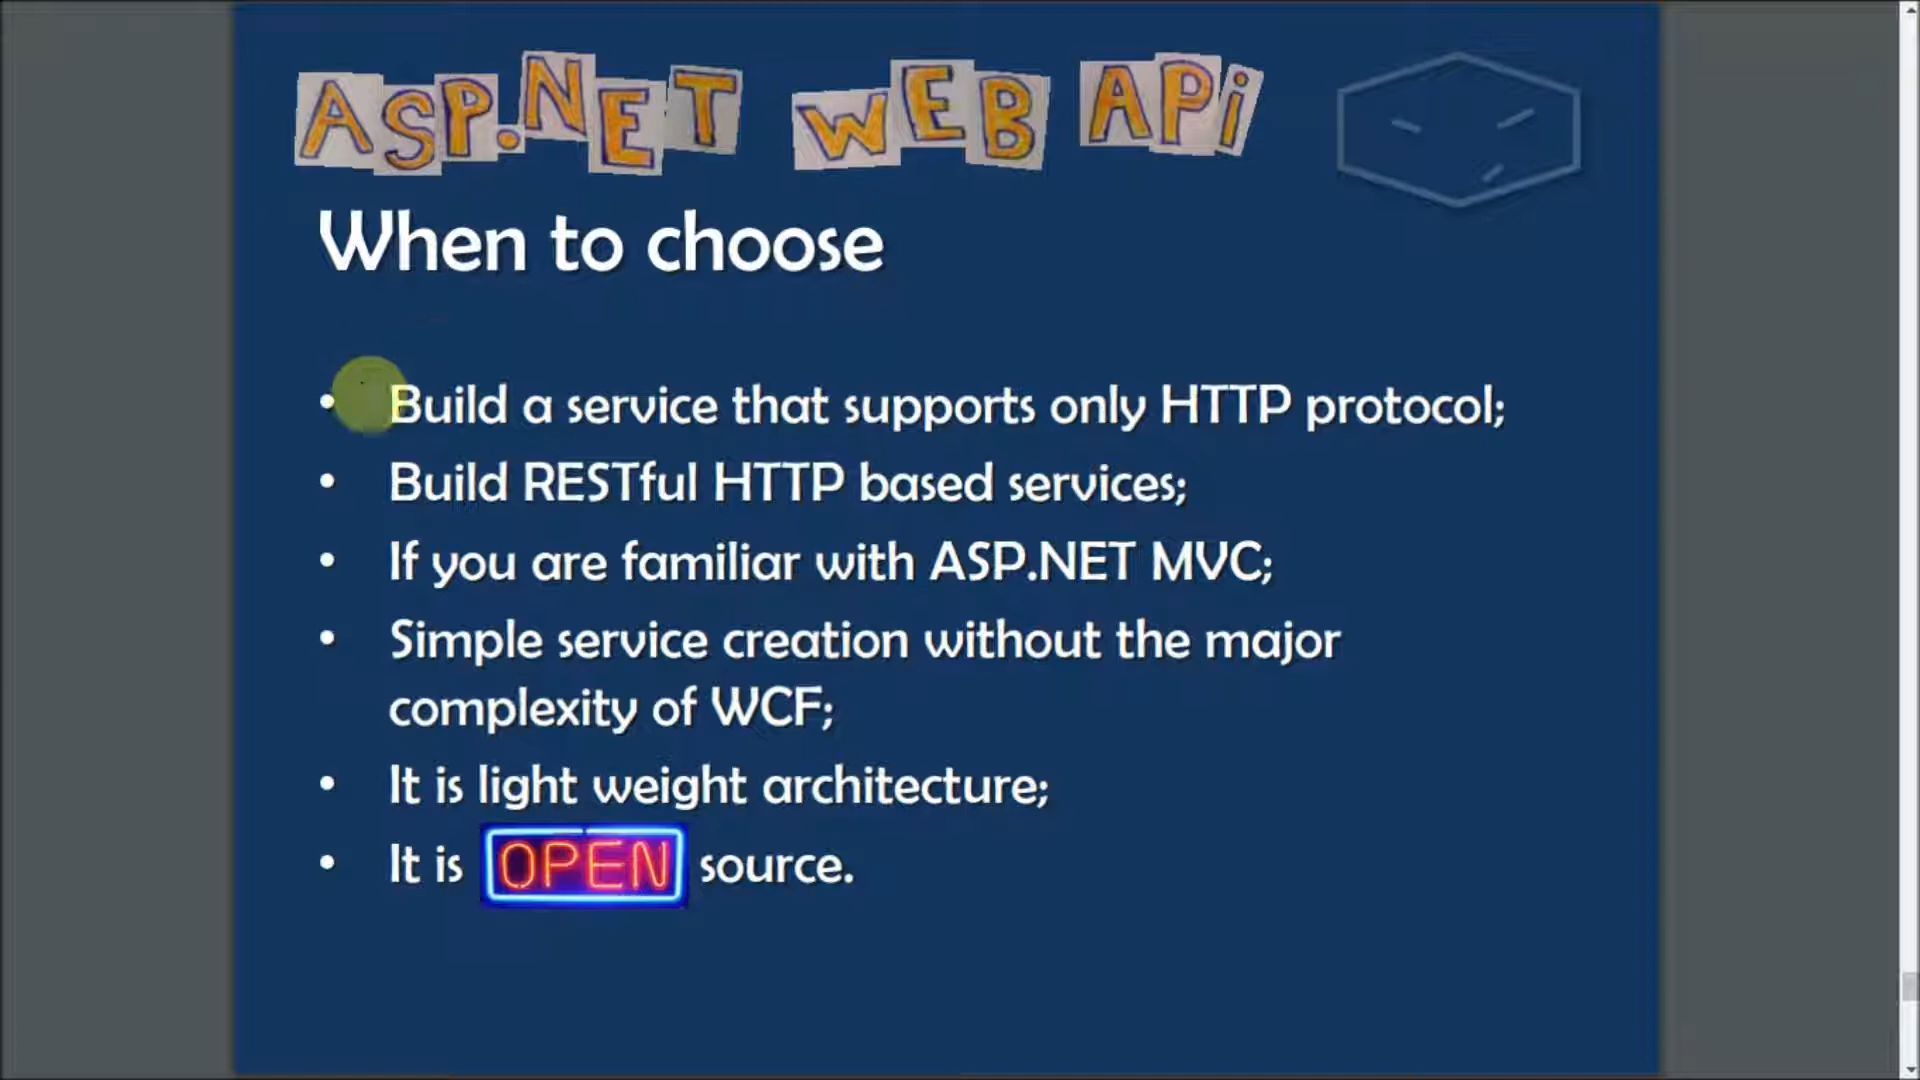 ASP.NET WEB APi
When to choose
• Build a service that supports only HTTP protocol;
• Build RESTful HTTP based services;
• If you are familiar with ASP.NET MVC;
• Simple service creation without the major
complexity of WCF;
• It is light weight architecture;
• It is OPEN source.